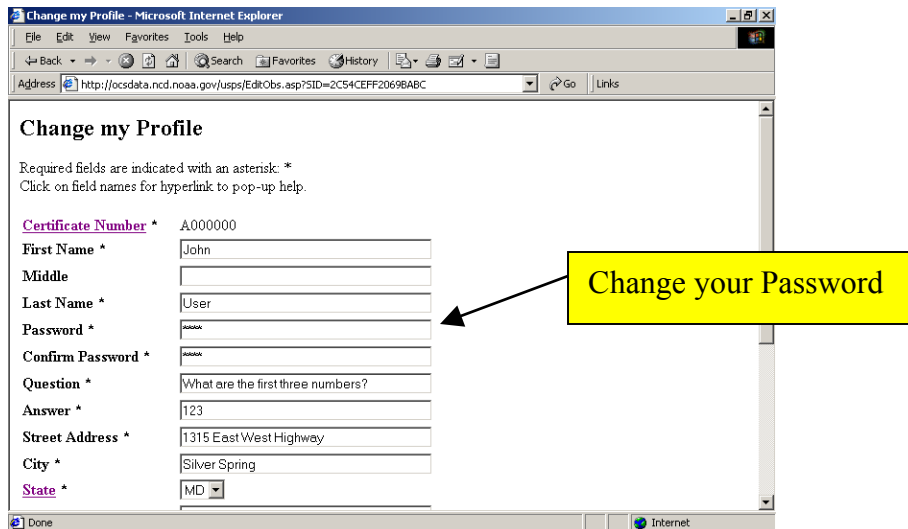 Change my Profile - Microsoft Internet Explorer
File Edit View Favorites Tools Help
Back Search Favorites History
Address http://ocsdata.ncd.noaa.gov/usps/EditObs.asp?SID=2C54CEFF2069BABC Go Links
Change my Profile
Required fields are indicated with an asterisk: *
Click on field names for hyperlink to pop-up help.
Certificate Number * A000000
First Name * John
Middle
Last Name * User
Password * ****
Change your Password
Confirm Password * ****
Question * What are the first three numbers?
Answer * 123
Street Address * 1315 East West Highway
City * Silver Spring
State * MD
Done Internet